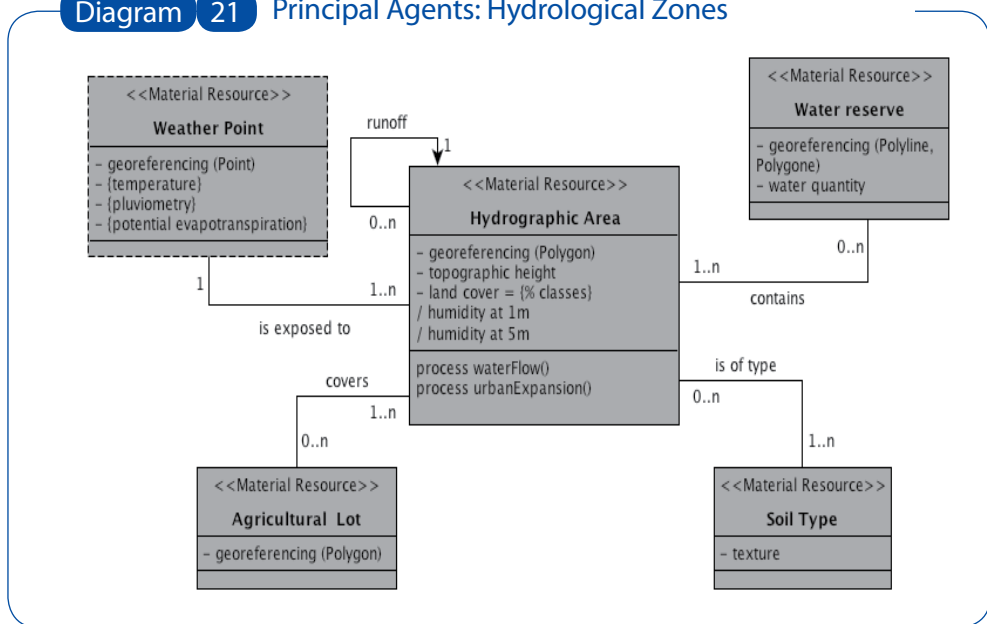 Diagram 21 Principal Agents: Hydrological Zones
<<Material Resource>>
Weather Point
- georeferencing (Point)
- {temperature}
- {pluviometry}
- {potential evapotranspiration}
runoff
1
0..n
<<Material Resource>>
Hydrographic Area
- georeferencing (Polygon)
- topographic height
- land cover = {% classes}
/ humidity at 1m
/ humidity at 5m
process waterFlow()
process urbanExpansion()
<<Material Resource>>
Water reserve
- georeferencing (Polyline,
Polygone)
- water quantity
0..n
1..n
contains
1
1..n
is exposed to
covers
1..n
0..n
is of type
0..n
1..n
<<Material Resource>>
Agricultural Lot
- georeferencing (Polygon)
<<Material Resource>>
Soil Type
- texture